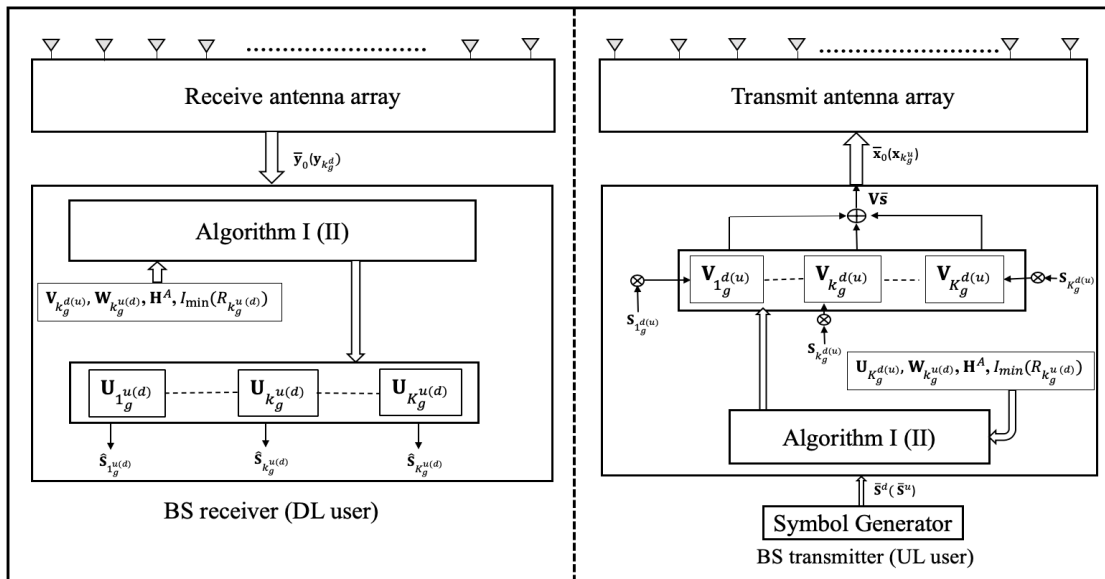 Receive antenna array
ȳ₀(y_{k_g^d})
Algorithm I (II)
V_{k_g^{d(u)}}, W_{k_g^{u(d)}}, H^A, I_min(R_{k_g^{u(d)}})
U_{1_g^{u(d)}} U_{k_g^{u(d)}} U_{K_g^{u(d)}}
ŝ_{1_g^{u(d)}} ŝ_{k_g^{u(d)}} ŝ_{K_g^{u(d)}}
BS receiver (DL user)
Transmit antenna array
x̄₀(x_{k_g^u})
Vs̄
V_{1_g^{d(u)}} V_{k_g^{d(u)}} V_{K_g^{d(u)}}
S_{K_g^{d(u)}}
S_{1_g^{d(u)}}
S_{k_g^{d(u)}}
U_{K_g^{d(u)}}, W_{k_g^{u(d)}}, H^A, I_min(R_{k_g^{u(d)}})
Algorithm I (II)
s̄^d( s̄^u)
Symbol Generator
BS transmitter (UL user)